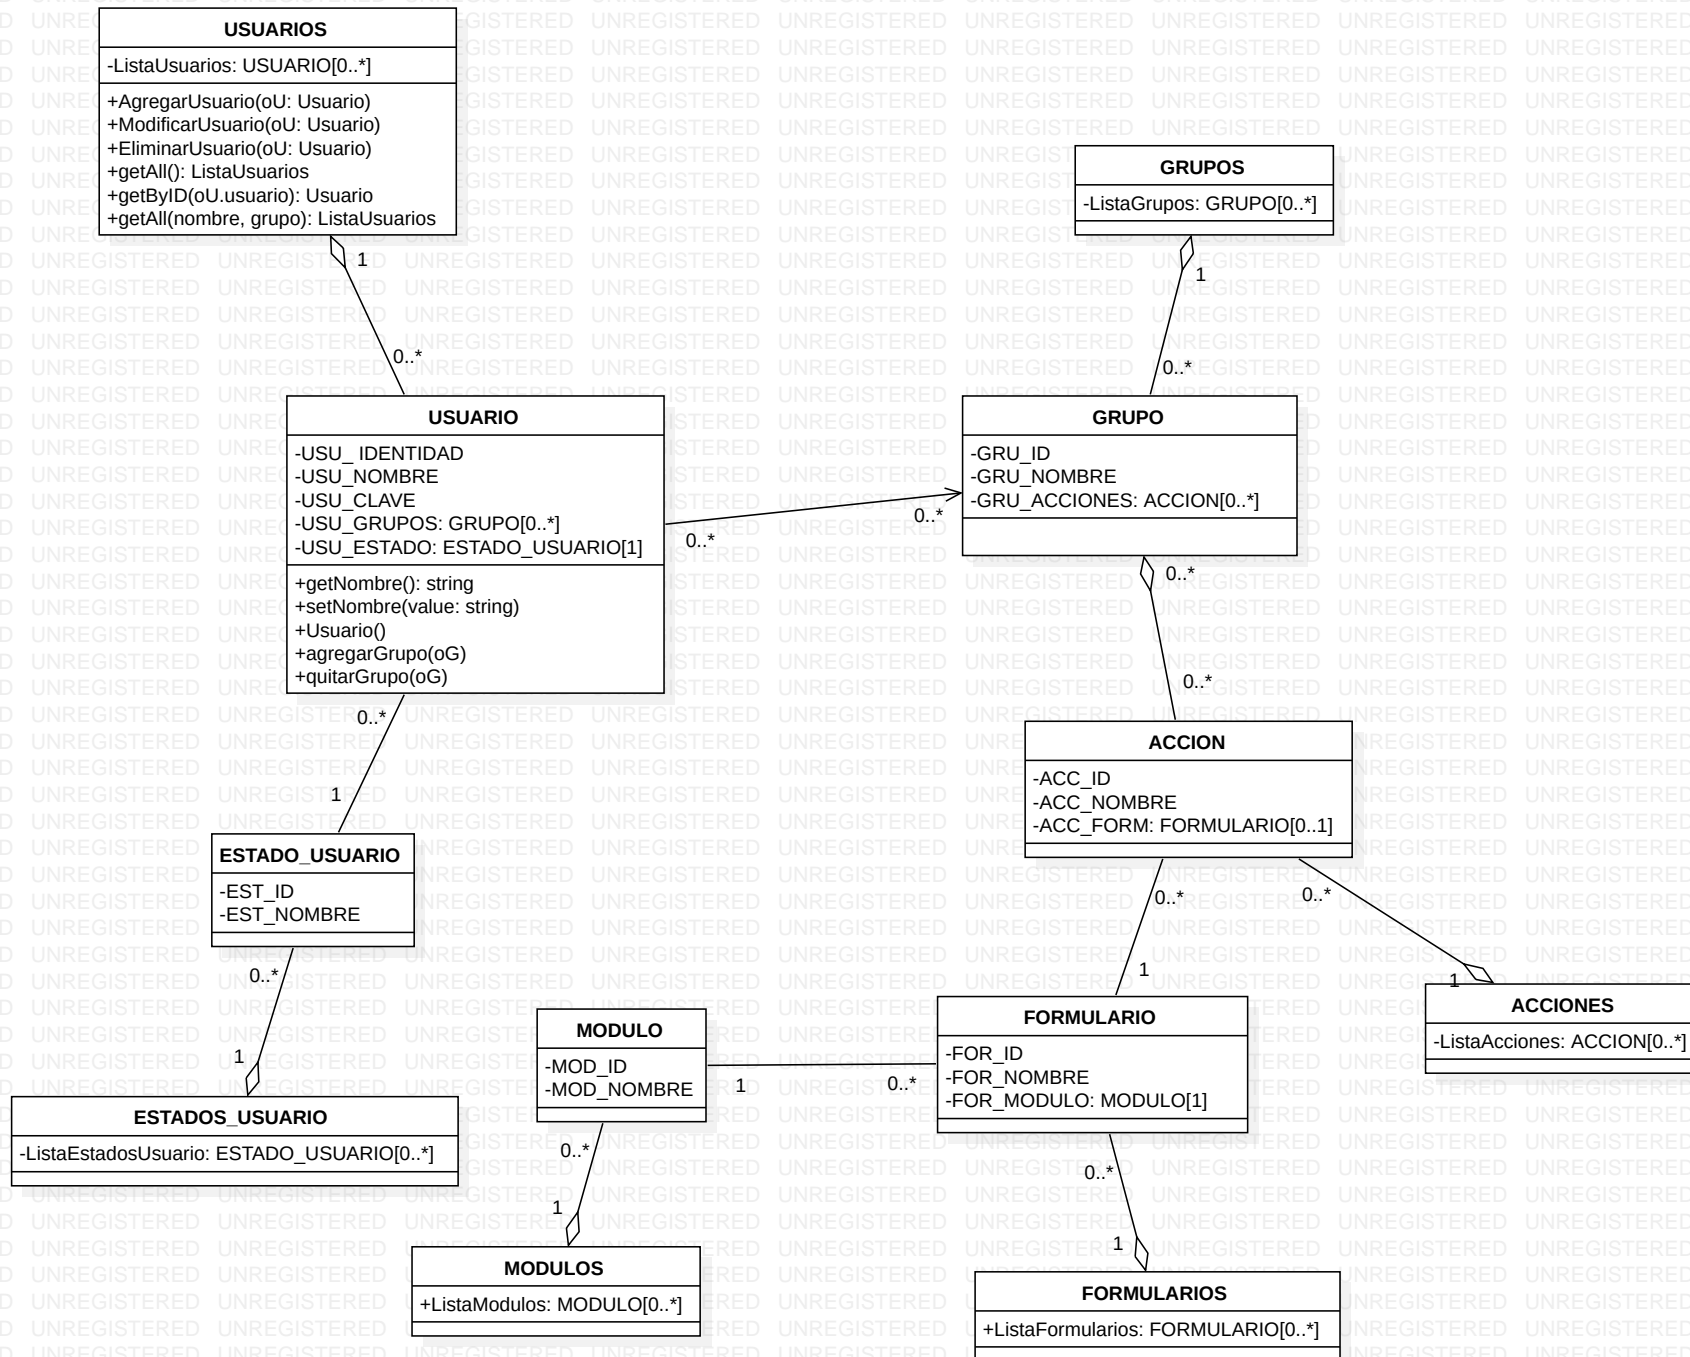 USUARIOS
-ListaUsuarios: USUARIO[0..*]
+AgregarUsuario(oU: Usuario)
+ModificarUsuario(oU: Usuario)
+EliminarUsuario(oU: Usuario)
+getAll(): ListaUsuarios
+getByID(oU.usuario): Usuario
+getAll(nombre, grupo): ListaUsuarios
1
0..*
GRUPOS
-ListaGrupos: GRUPO[0..*]
1
0..*
USUARIO
-USU_ IDENTIDAD
-USU_NOMBRE
-USU_CLAVE
-USU_GRUPOS: GRUPO[0..*]
-USU_ESTADO: ESTADO_USUARIO[1]
+getNombre(): string
+setNombre(value: string)
+Usuario()
+agregarGrupo(oG)
+quitarGrupo(oG)
0..*
0..*
GRUPO
-GRU_ID
-GRU_NOMBRE
-GRU_ACCIONES: ACCION[0..*]
0..*
0..*
0..*
1
ACCION
-ACC_ID
-ACC_NOMBRE
-ACC_FORM: FORMULARIO[0..1]
0..*
0..*
1
1
ESTADO_USUARIO
-EST_ID
-EST_NOMBRE
0..*
1
ESTADOS_USUARIO
-ListaEstadosUsuario: ESTADO_USUARIO[0..*]
MODULO
-MOD_ID
-MOD_NOMBRE
1
0..*
FORMULARIO
-FOR_ID
-FOR_NOMBRE
-FOR_MODULO: MODULO[1]
ACCIONES
-ListaAcciones: ACCION[0..*]
0..*
1
MODULOS
+ListaModulos: MODULO[0..*]
0..*
1
FORMULARIOS
+ListaFormularios: FORMULARIO[0..*]
UNREGISTERED